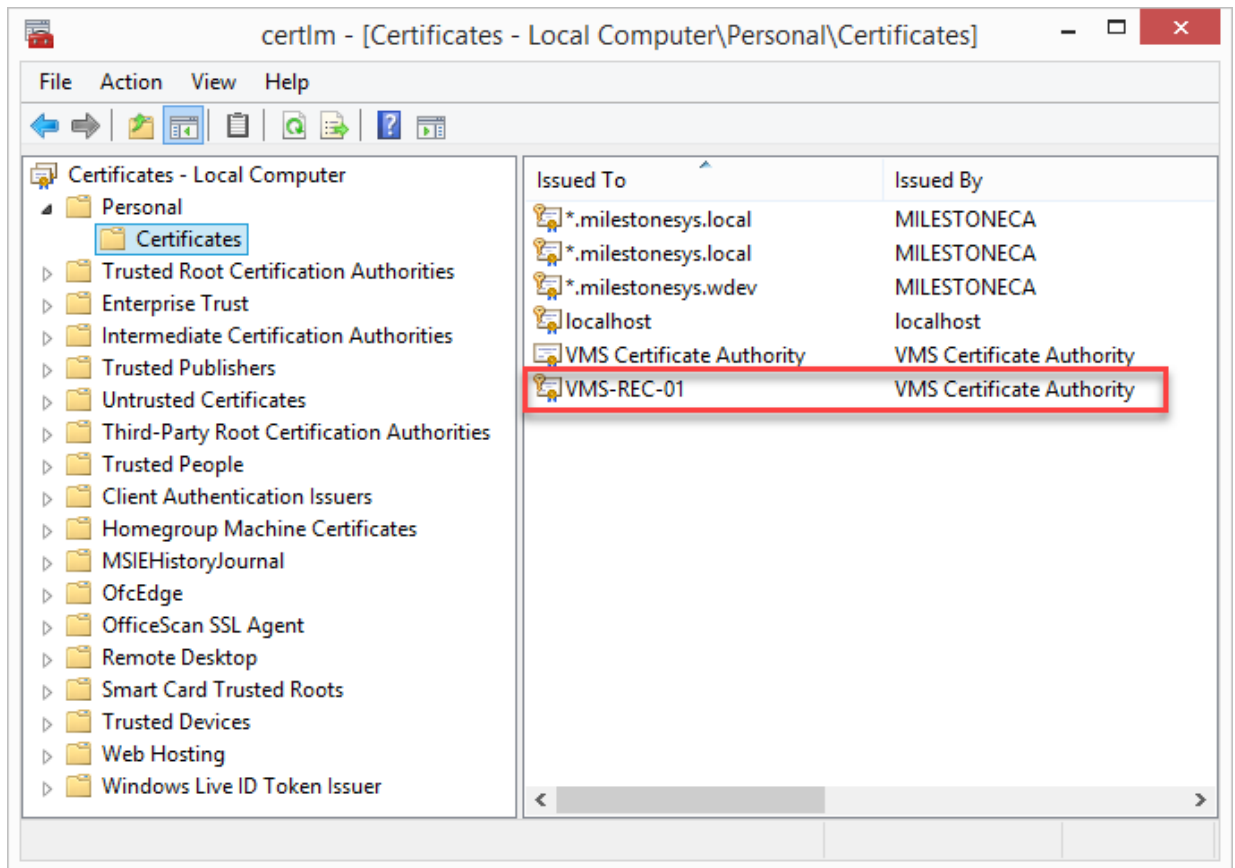 certlm - [Certificates - Local Computer\Personal\Certificates]
File Action View Help
Certificates - Local Computer
Personal
Certificates
Trusted Root Certification Authorities
Enterprise Trust
Intermediate Certification Authorities
Trusted Publishers
Untrusted Certificates
Third-Party Root Certification Authorities
Trusted People
Client Authentication Issuers
Homegroup Machine Certificates
MSIEHistoryJournal
OfcEdge
OfficeScan SSL Agent
Remote Desktop
Smart Card Trusted Roots
Trusted Devices
Web Hosting
Windows Live ID Token Issuer
Issued To Issued By
*.milestonesys.local MILESTONECA
*.milestonesys.local MILESTONECA
*.milestonesys.wdev MILESTONECA
localhost localhost
VMS Certificate Authority VMS Certificate Authority
VMS-REC-01 VMS Certificate Authority